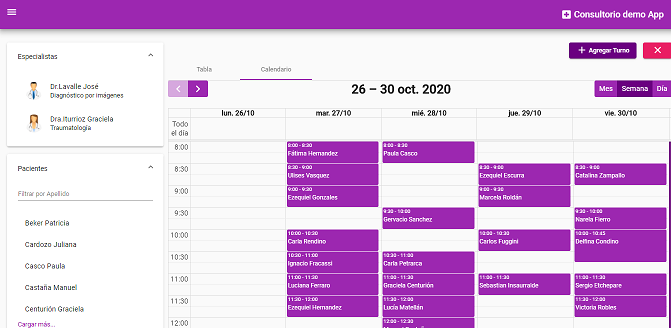 Consultorio demo App
Especialistas
Dr.Lavalle José
Diagnóstico por imágenes
Dra.Iturrioz Graciela
Traumatología
Pacientes
Filtrar por Apellido
Beker Patricia
Cardozo Juliana
Casco Paula
Castaña Manuel
Centurión Graciela
Cargar más...
Agregar Turno
Tabla
Calendario
26 – 30 oct. 2020
Mes
Semana
Día
lun. 26/10
mar. 27/10
mié. 28/10
jue. 29/10
vie. 30/10
Todo
el día
8:00
8:00 - 8:30
Fátima Hernandez
8:00 - 8:30
Paula Casco
8:30
8:30 - 9:00
Ulises Vasquez
8:30 - 9:00
Ezequiel Escurra
8:30 - 9:00
Catalina Zampallo
9:00
9:00 - 9:30
Ezequiel Gonzales
9:00 - 9:30
Marcela Roldán
9:30
9:30 - 10:00
Gervacio Sanchez
9:30 - 10:00
Narela Fierro
10:00
10:00 - 10:30
Carla Rendino
10:00 - 10:30
Carlos Fuggini
10:00 - 10:45
Delfina Condino
10:30
10:30 - 11:00
Ignacio Fracassi
10:30 - 11:00
Carla Petrarca
11:00
11:00 - 11:30
Luciana Ferraro
11:00 - 11:30
Graciela Centurión
11:00 - 11:30
Sebastian Insaurralde
11:00 - 11:30
Sergio Etchepare
11:30
11:30 - 12:00
Ezequiel Hernandez
11:30 - 12:00
Lucía Matellán
11:30 - 12:00
Victoria Robles
12:00
12:00 - 12:30